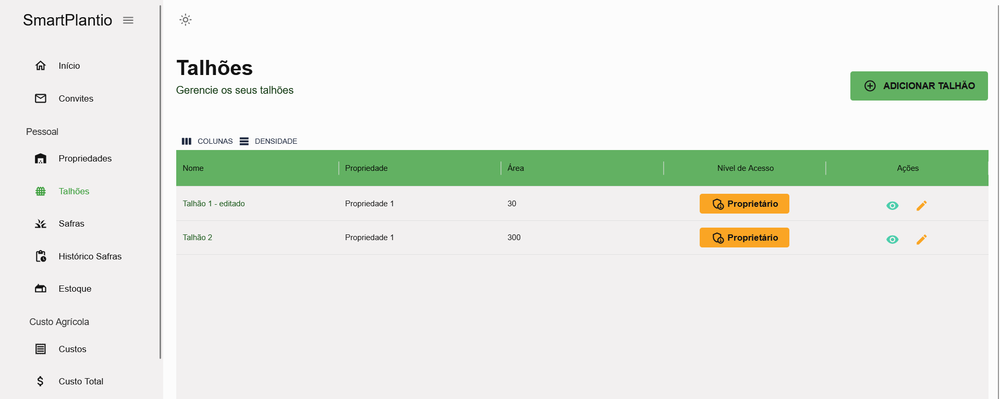 SmartPlantio
Início
Convites
Pessoal
Propriedades
Talhões
Safras
Histórico Safras
Estoque
Custo Agrícola
Custos
Custo Total
Talhões
Gerencie os seus talhões
ADICIONAR TALHÃO
COLUNAS DENSIDADE
Nome Propriedade Área Nível de Acesso Ações
Talhão 1 - editado Propriedade 1 30 Proprietário
Talhão 2 Propriedade 1 300 Proprietário